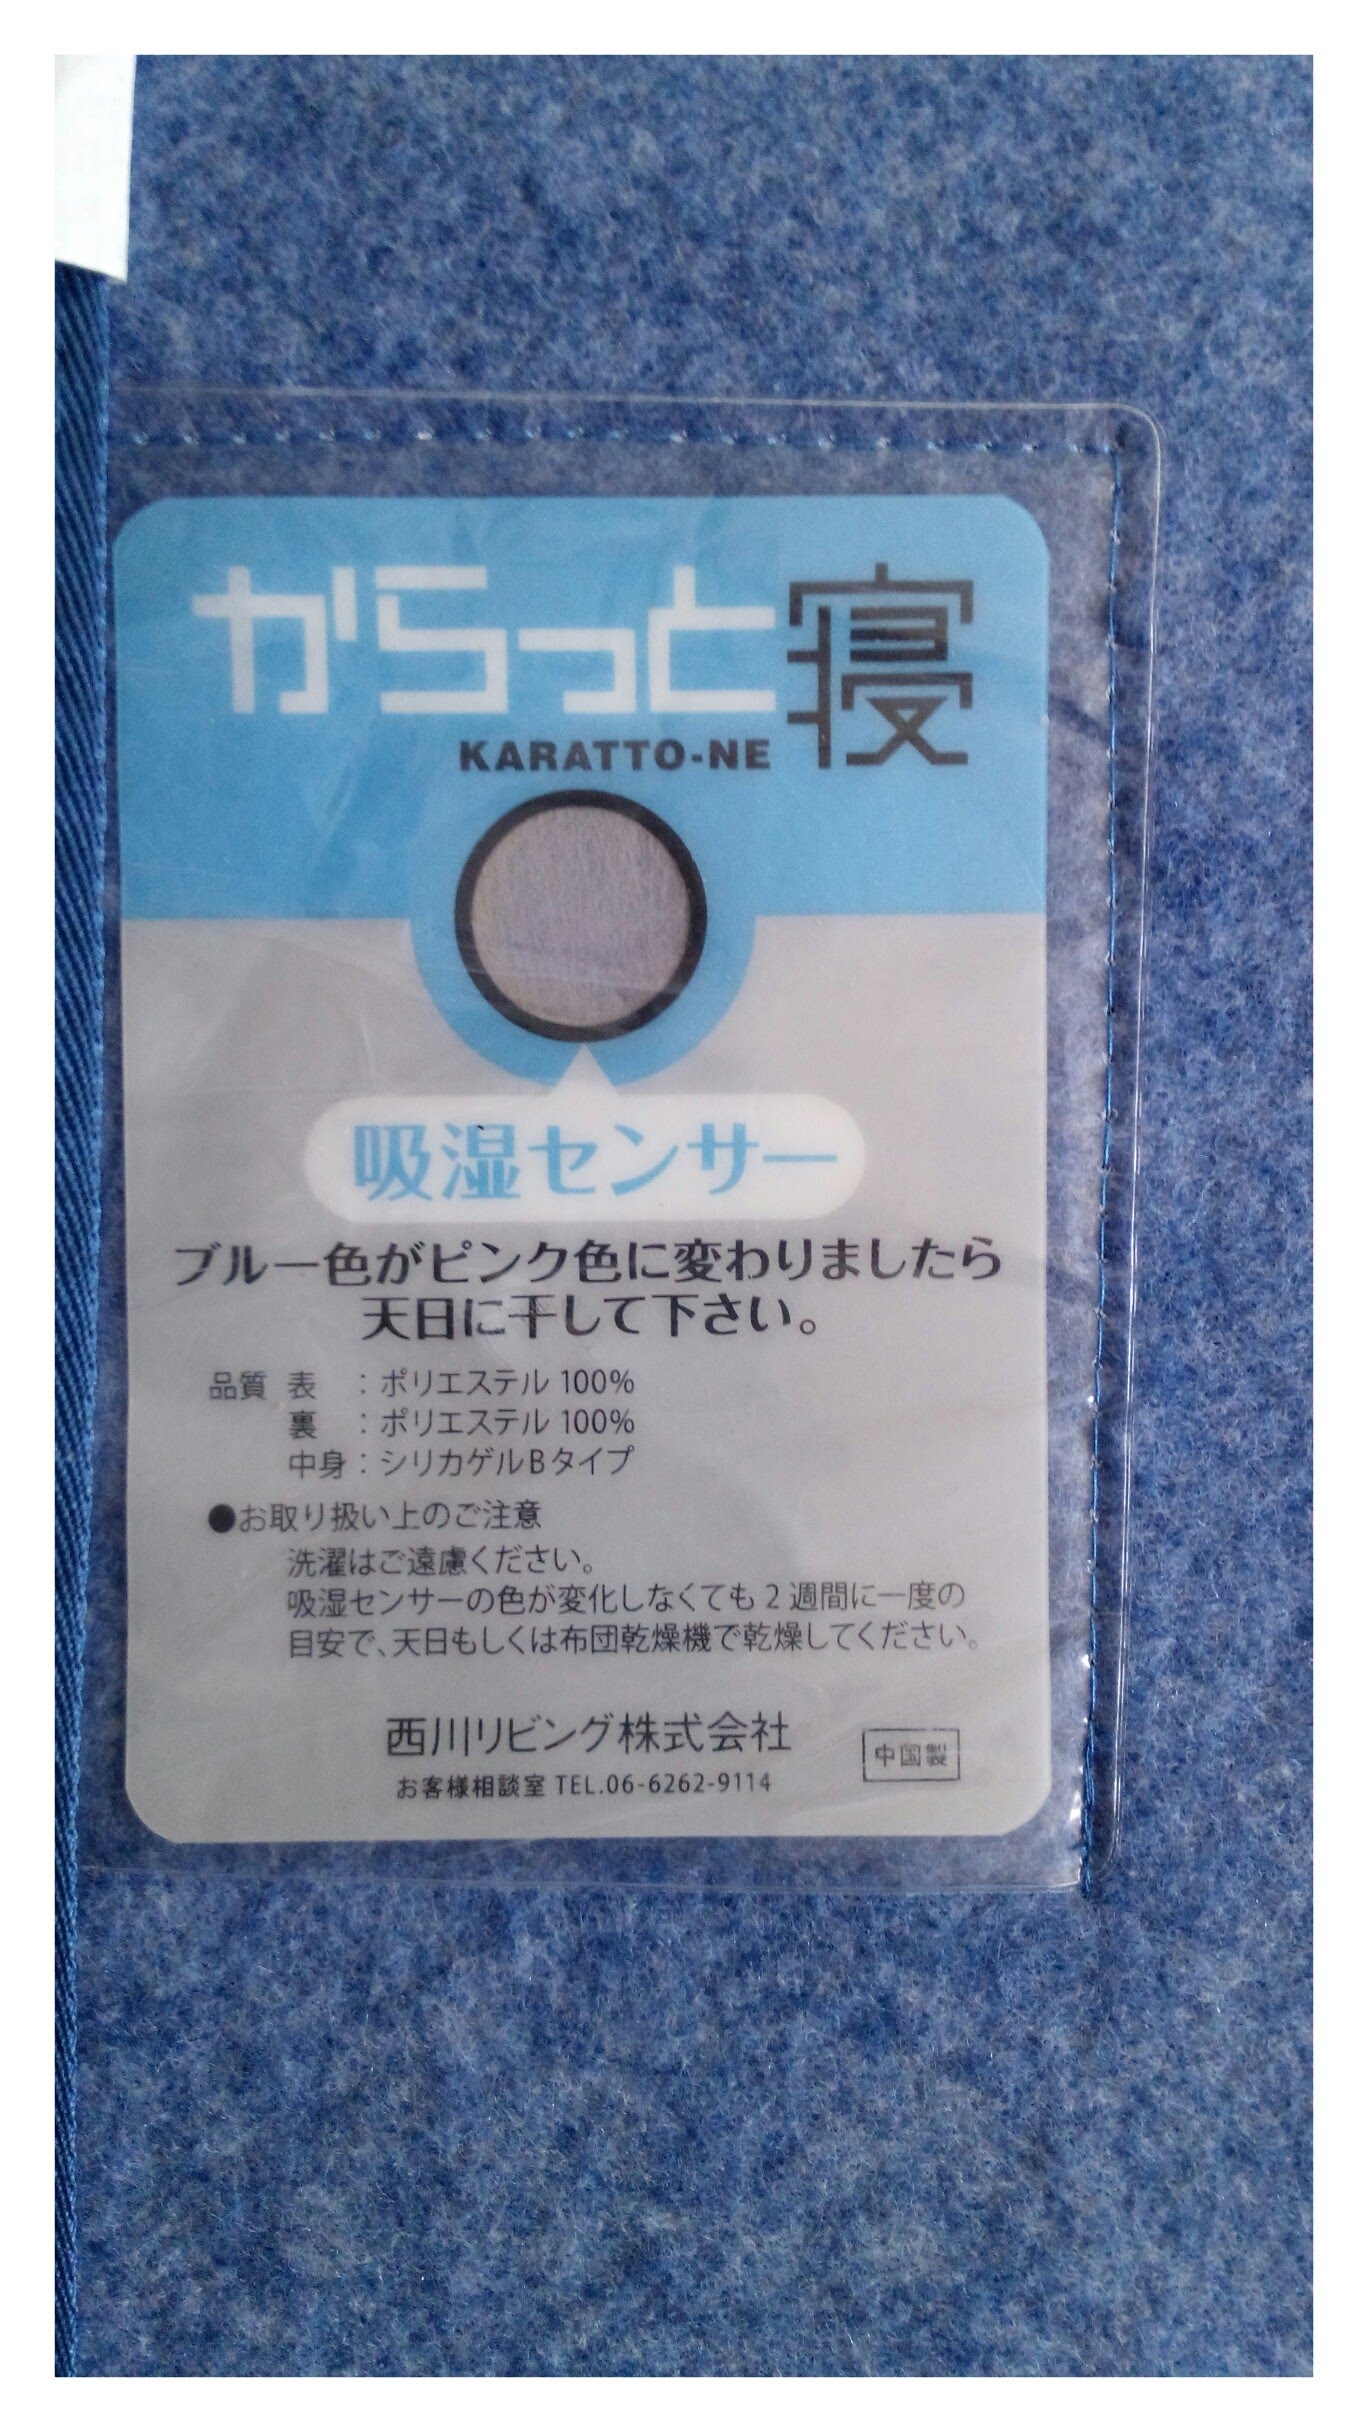 からっと寝
KARATTO-NE
吸湿センサー
ブルー色がピンク色に変わりましたら
天日に干して下さい。
品質 表 ：ポリエステル 100%
裏 ：ポリエステル 100%
中身：シリカゲルBタイプ
●お取り扱い上のご注意
洗濯はご遠慮ください。
吸湿センサーの色が変化しなくても 2 週間に一度の
目安で、天日もしくは布団乾燥機で乾燥してください。
西川リビング株式会社
中国製
お客様相談室 TEL.06-6262-9114